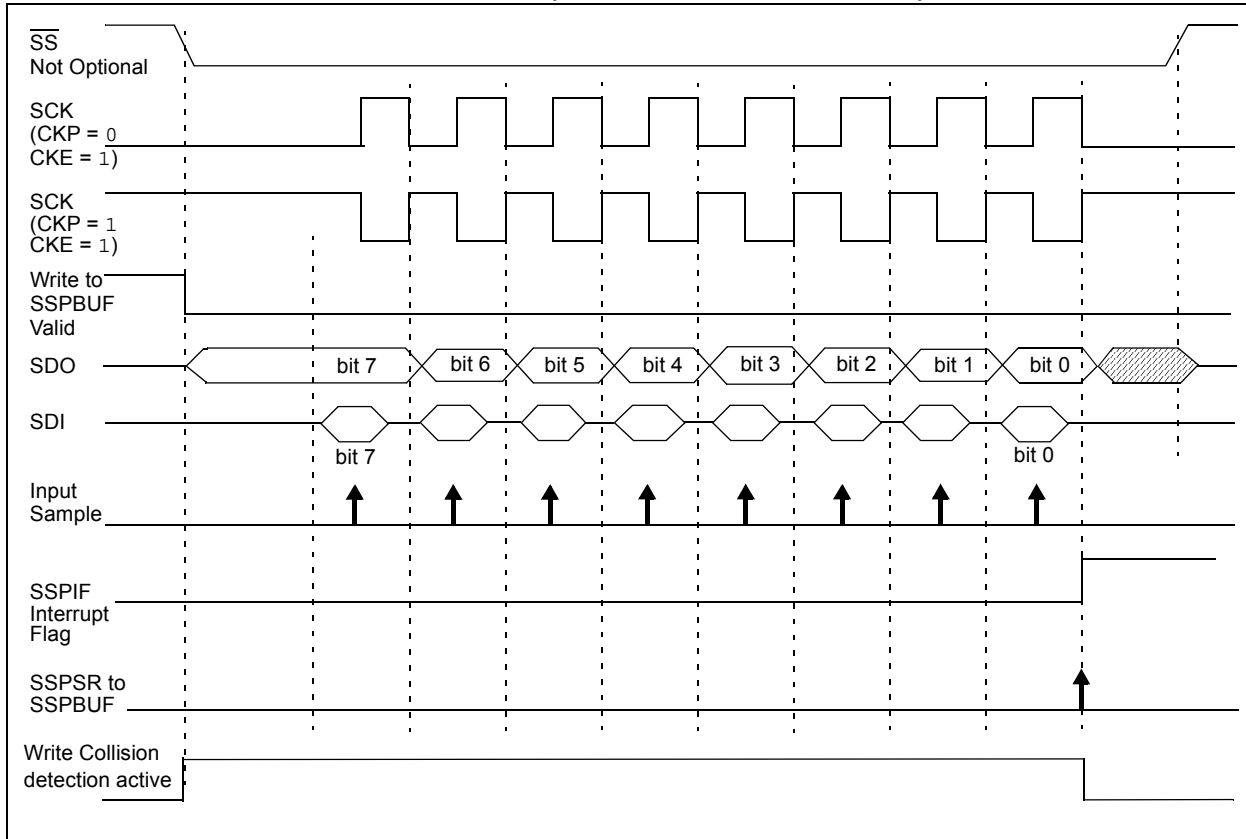 SS
Not Optional
SCK
(CKP = 0
CKE = 1)
SCK
(CKP = 1
CKE = 1)
Write to
SSPBUF
Valid
SDO
bit 7
bit 6
bit 5
bit 4
bit 3
bit 2
bit 1
bit 0
SDI
bit 7
bit 0
Input
Sample
SSPIF
Interrupt
Flag
SSPSR to
SSPBUF
Write Collision
detection active